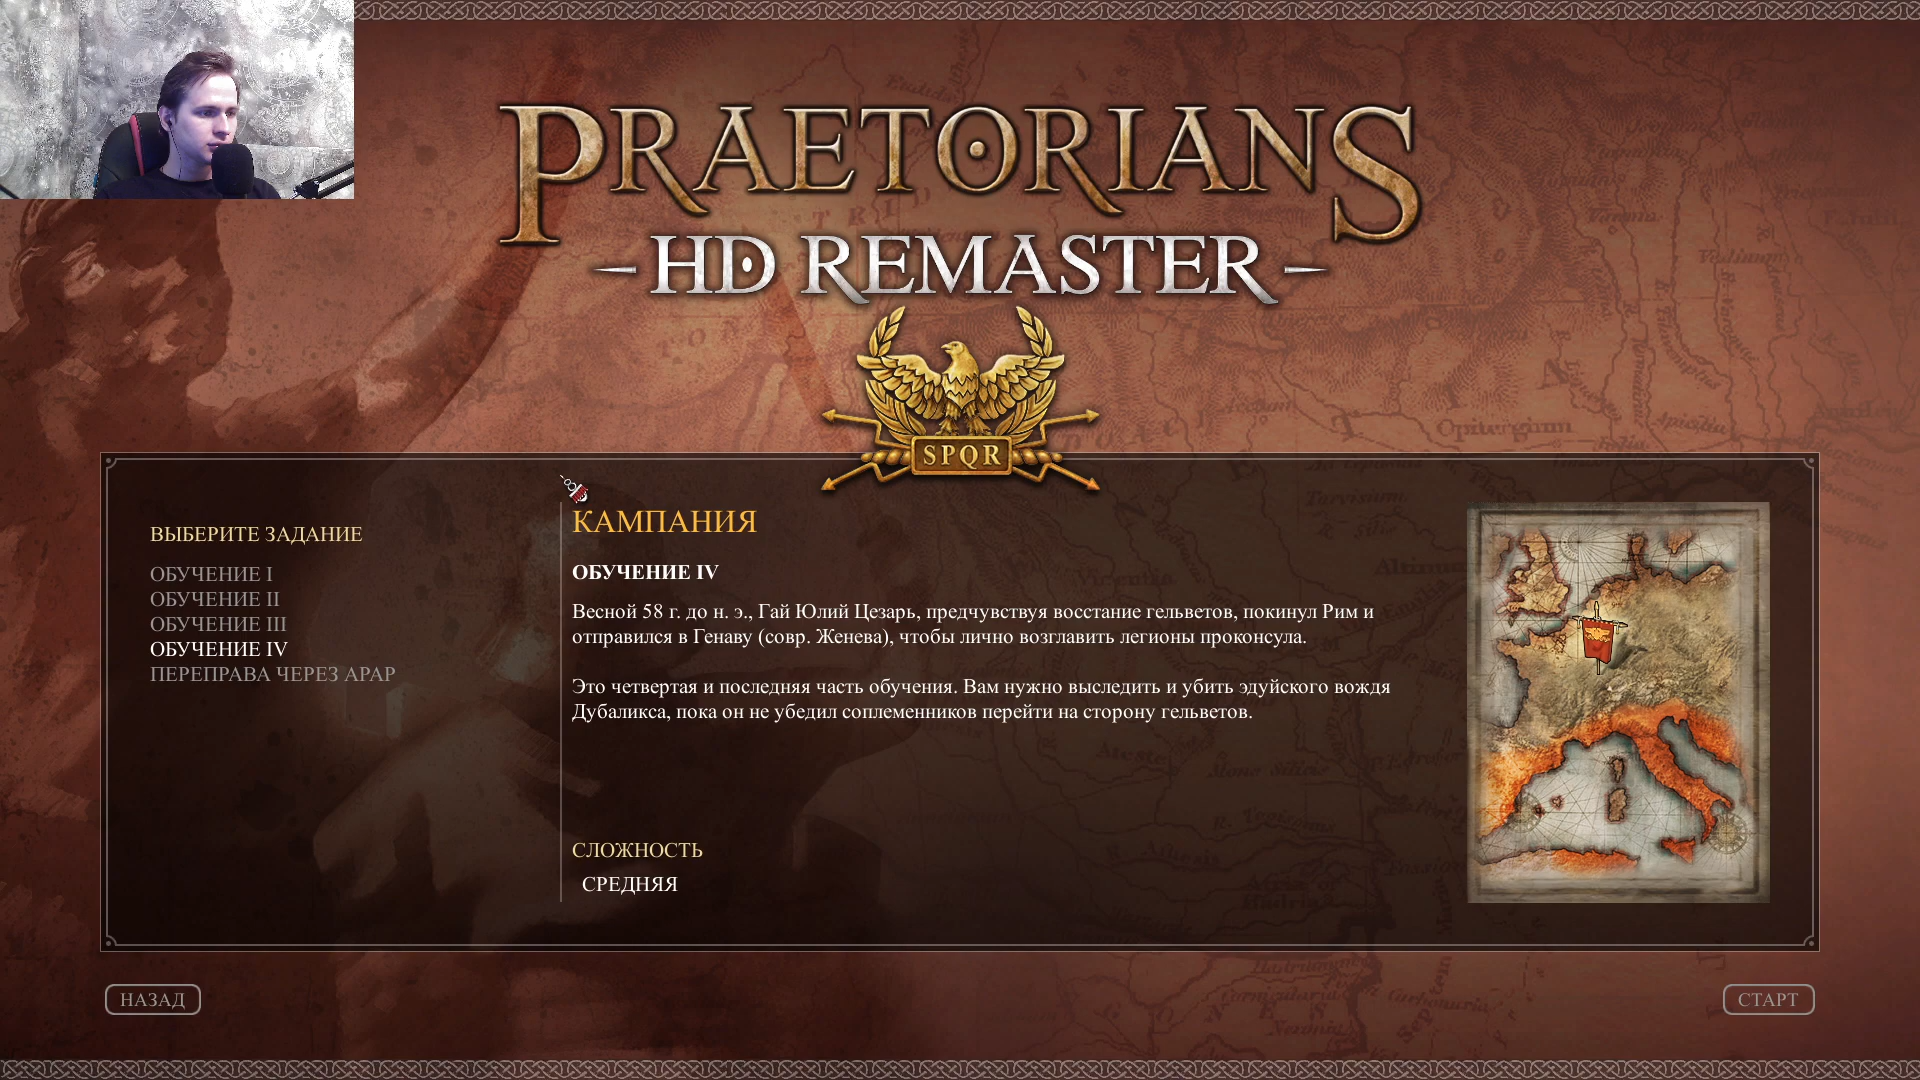 PRAETORIANS
HD REMASTER
SPQR
ВЫБЕРИТЕ ЗАДАНИЕ
ОБУЧЕНИЕ I
ОБУЧЕНИЕ II
ОБУЧЕНИЕ III
ОБУЧЕНИЕ IV
ПЕРЕПРАВА ЧЕРЕЗ АРАР
КАМПАНИЯ
ОБУЧЕНИЕ IV
Весной 58 г. до н. э., Гай Юлий Цезарь, предчувствуя восстание гельветов, покинул Рим и
отправился в Генаву (совр. Женева), чтобы лично возглавить легионы проконсула.
Это четвертая и последняя часть обучения. Вам нужно выследить и убить эдуйского вождя
Дубаликса, пока он не убедил соплеменников перейти на сторону гельветов.
СЛОЖНОСТЬ
СРЕДНЯЯ
НАЗАД
СТАРТ
Opitergium